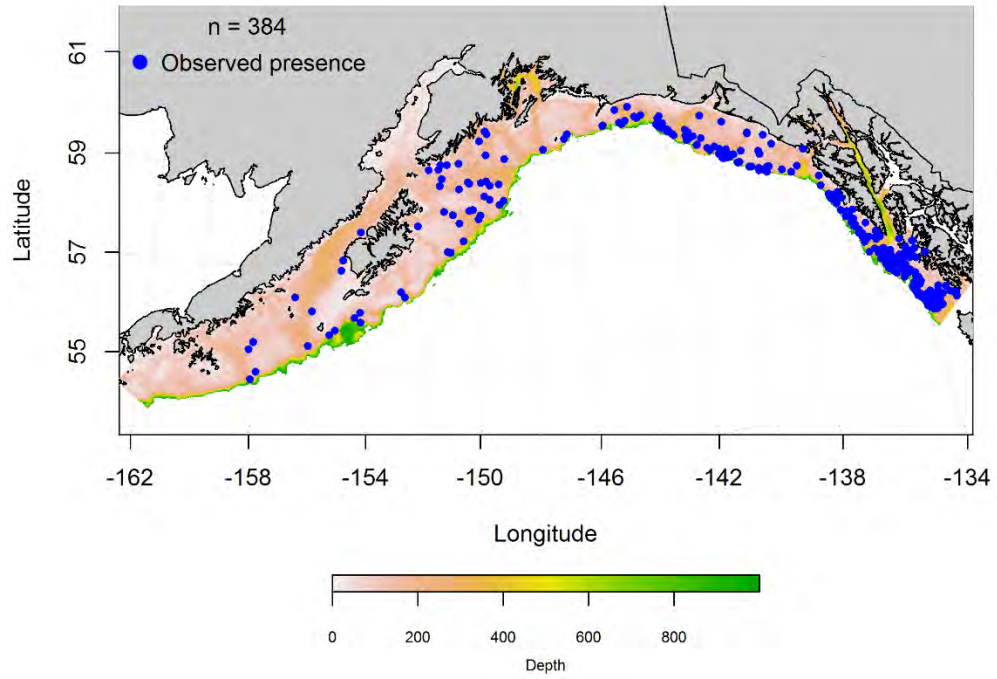 n = 384
Observed presence
Latitude
61
59
57
55
-162 -158 -154 -150 -146 -142 -138 -134
Longitude
0 200 400 600 800
Depth